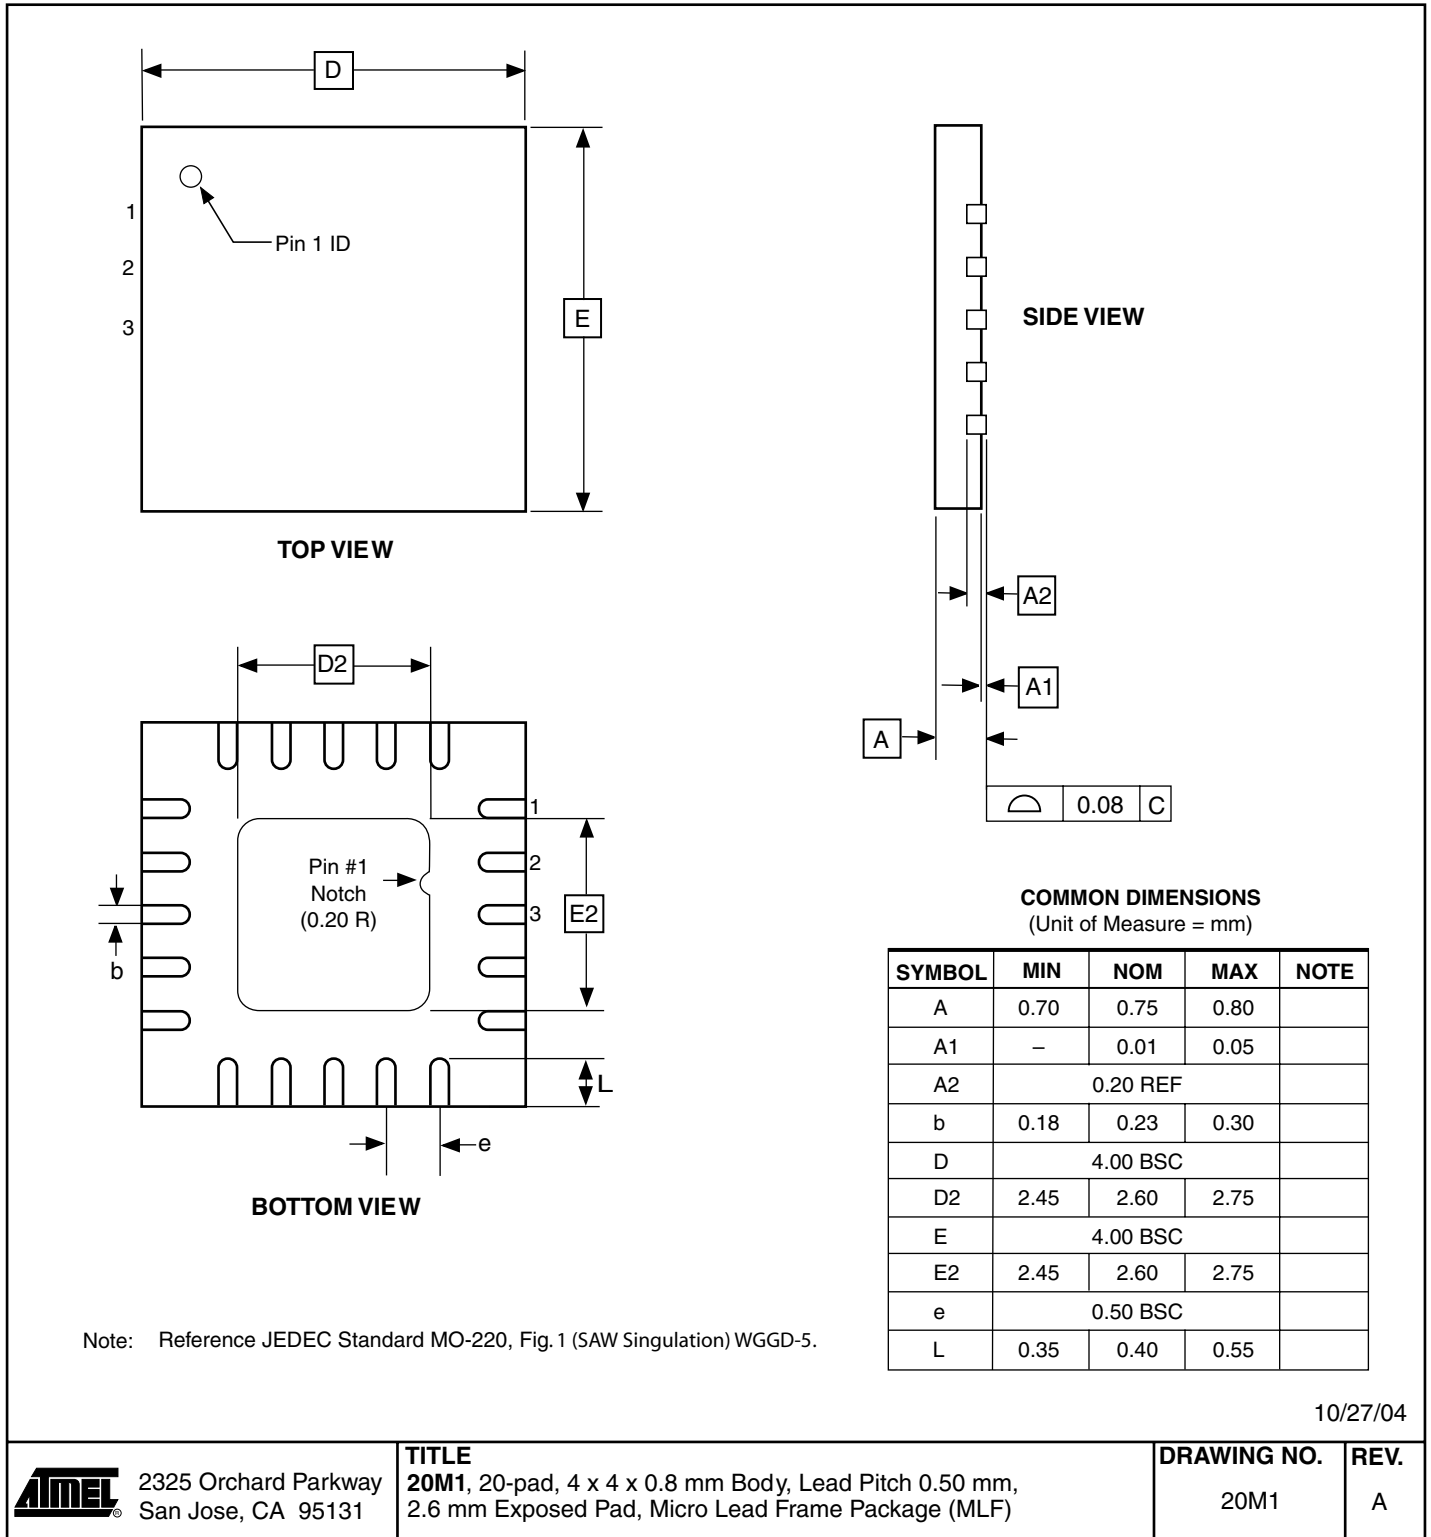 D
1
2
3
Pin 1 ID
E
TOP VIEW
SIDE VIEW
A2
A1
A
0.08 C
D2
1
2
3
Pin #1
Notch
(0.20 R)
E2
b
L
e
BOTTOM VIEW
COMMON DIMENSIONS
(Unit of Measure = mm)
SYMBOL MIN NOM MAX NOTE
A 0.70 0.75 0.80
A1 – 0.01 0.05
A2 0.20 REF
b 0.18 0.23 0.30
D 4.00 BSC
D2 2.45 2.60 2.75
E 4.00 BSC
E2 2.45 2.60 2.75
e 0.50 BSC
L 0.35 0.40 0.55
Note: Reference JEDEC Standard MO-220, Fig. 1 (SAW Singulation) WGGD-5.
10/27/04
ATMEL ®
2325 Orchard Parkway
San Jose, CA 95131
TITLE
20M1, 20-pad, 4 x 4 x 0.8 mm Body, Lead Pitch 0.50 mm,
2.6 mm Exposed Pad, Micro Lead Frame Package (MLF)
DRAWING NO.
20M1
REV.
A